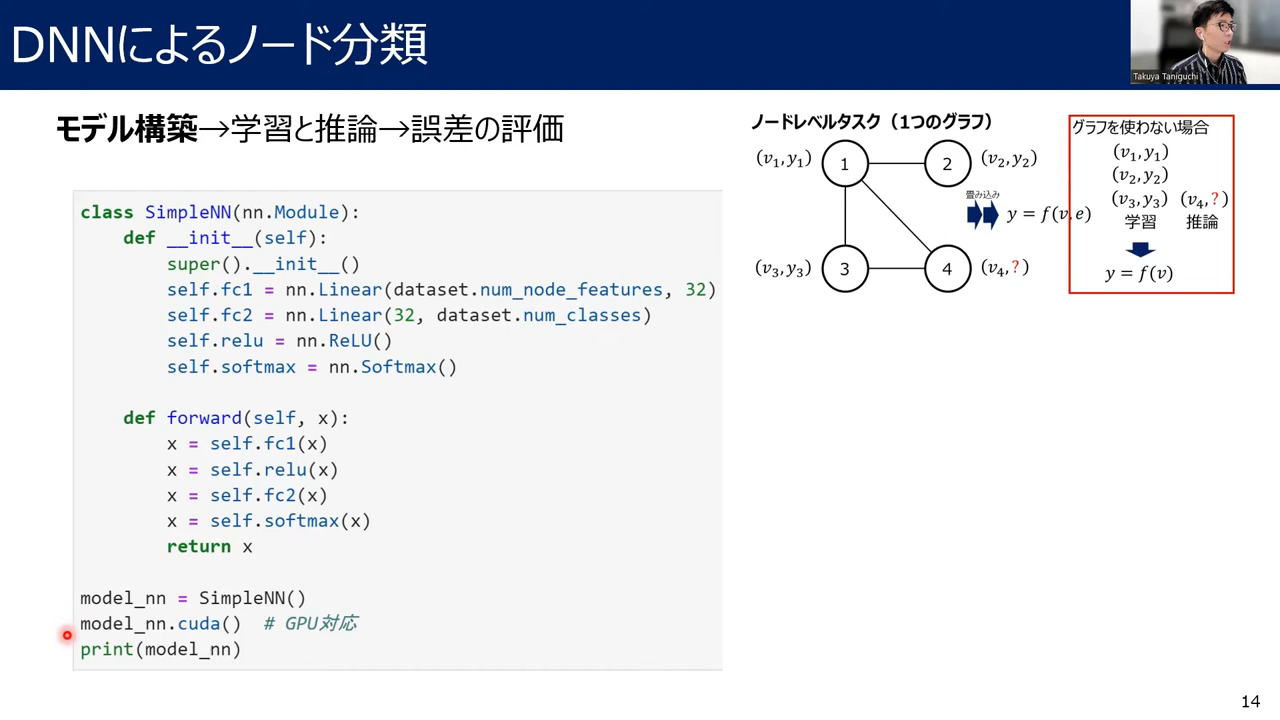 DNNによるノード分類
Takuya Taniguchi
モデル構築→学習と推論→誤差の評価
class SimpleNN(nn.Module):
    def __init__(self):
        super().__init__()
        self.fc1 = nn.Linear(dataset.num_node_features, 32)
        self.fc2 = nn.Linear(32, dataset.num_classes)
        self.relu = nn.ReLU()
        self.softmax = nn.Softmax()
    def forward(self, x):
        x = self.fc1(x)
        x = self.relu(x)
        x = self.fc2(x)
        x = self.softmax(x)
        return x
model_nn = SimpleNN()
model_nn.cuda()  # GPU対応
print(model_nn)
ノードレベルタスク（1つのグラフ）
(v₁, y₁) 1 2 (v₂, y₂)
畳み込み
y = f(v, e)
(v₃, y₃) 3 4 (v₄, ?)
グラフを使わない場合
(v₁, y₁)
(v₂, y₂)
(v₃, y₃) (v₄, ?)
学習 推論
y = f(v)
14